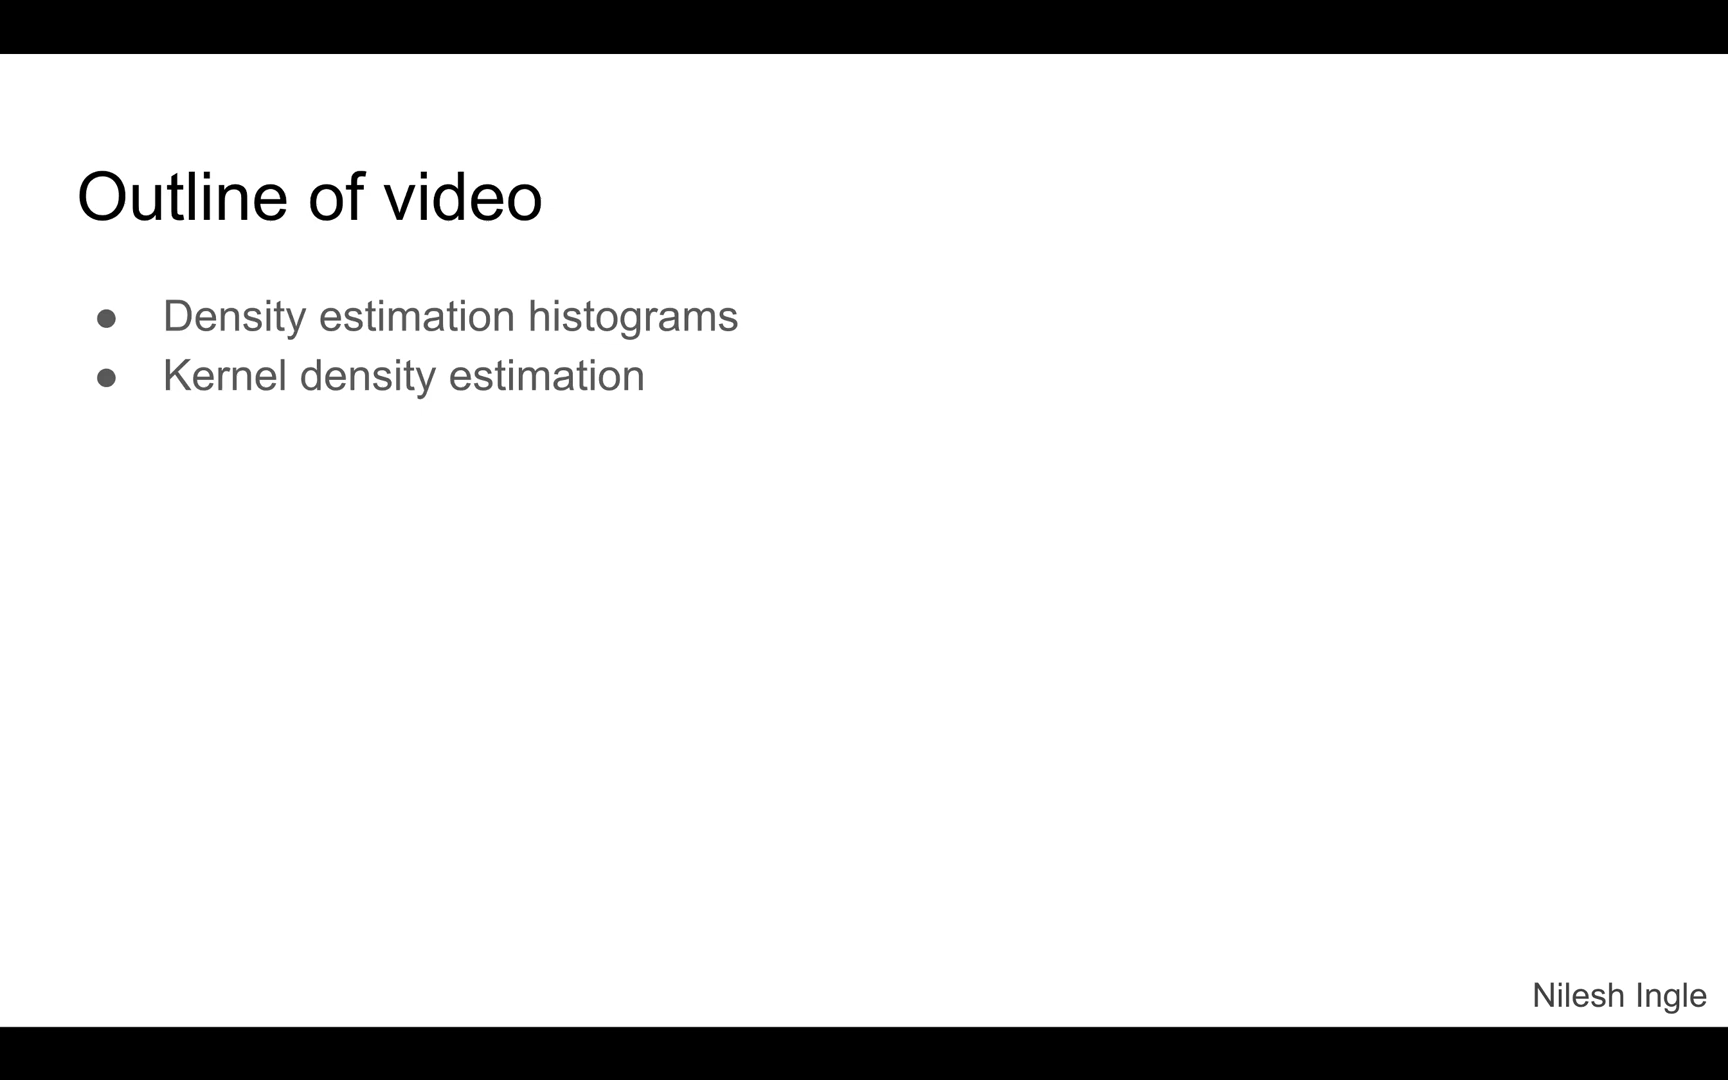 Outline of video
● Density estimation histograms
● Kernel density estimation
Nilesh Ingle